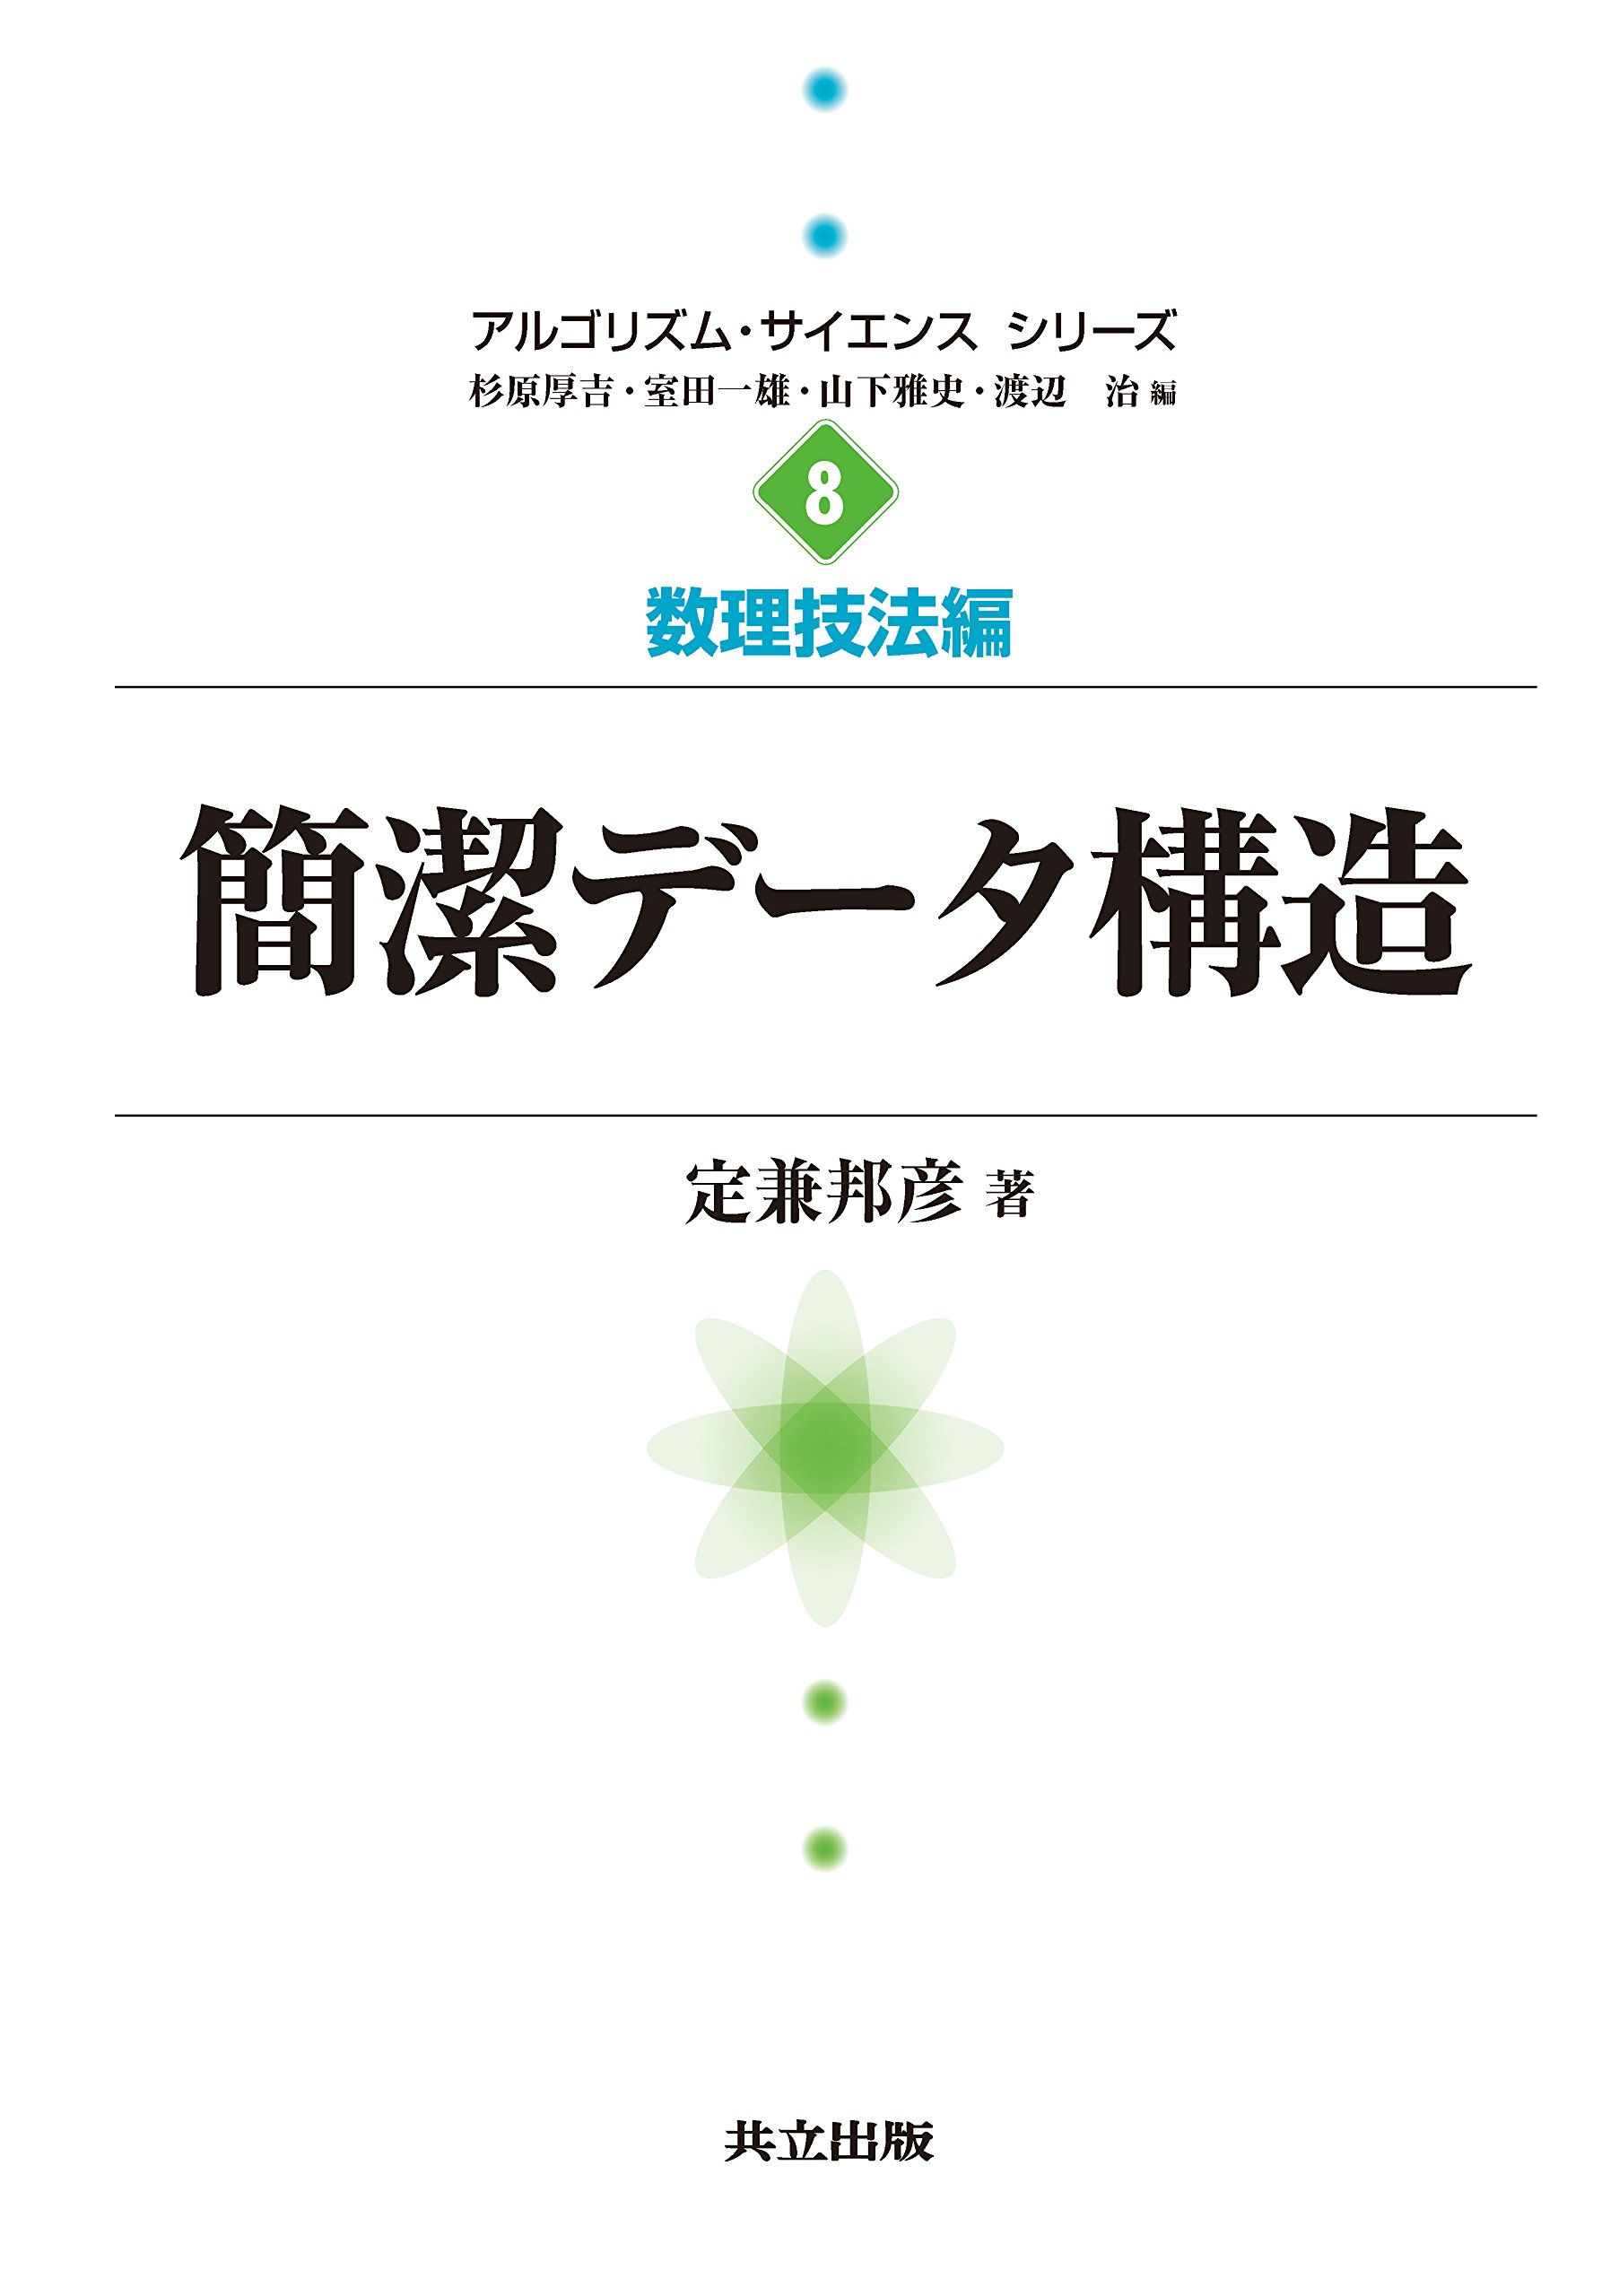 アルゴリズム・サイエンス シリーズ
杉原厚吉・室田一雄・山下雅史・渡辺　治 編
8
数理技法編
簡潔データ構造
定兼邦彦 著
共立出版